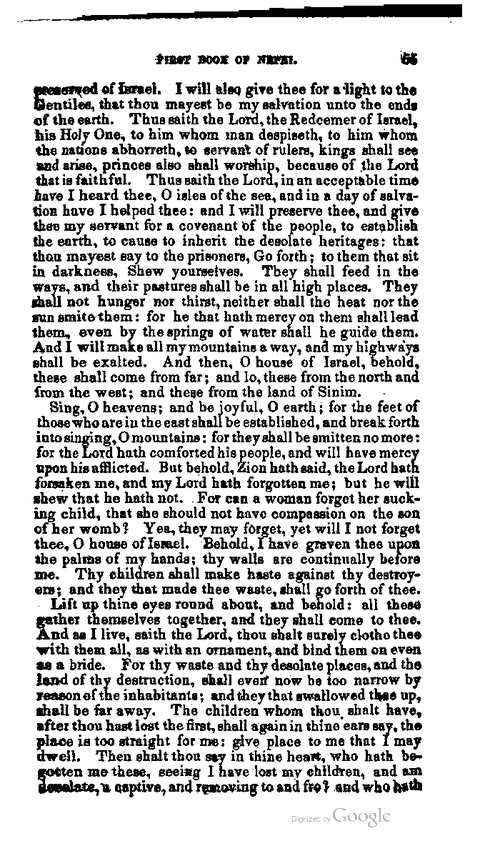 FIRST BOOK OF NEPHI. 55
preserved of Israel. I will also give thee for a light to the
Gentiles, that thou mayest be my salvation unto the ends
of the earth. Thus saith the Lord, the Redeemer of Israel,
his Holy One, to him whom man despiseth, to him whom
the nations abhorreth, to servant of rulers, kings shall see
and arise, princes also shall worship, because of the Lord
that is faithful. Thus saith the Lord, in an acceptable time
have I heard thee, O isles of the sea, and in a day of salva-
tion have I helped thee: and I will preserve thee, and give
thee my servant for a covenant of the people, to establish
the earth, to cause to inherit the desolate heritages: that
thou mayest say to the prisoners, Go forth; to them that sit
in darkness, Shew yourselves. They shall feed in the
ways, and their pastures shall be in all high places. They
shall not hunger nor thirst, neither shall the heat nor the
sun smite them: for he that hath mercy on them shall lead
them, even by the springs of water shall he guide them.
And I will make all my mountains a way, and my highways
shall be exalted. And then, O house of Israel, behold,
these shall come from far; and lo, these from the north and
from the west; and these from the land of Sinim.
Sing, O heavens; and be joyful, O earth; for the feet of
those who are in the east shall be established, and break forth
into singing, O mountains: for they shall be smitten no more:
for the Lord hath comforted his people, and will have mercy
upon his afflicted. But behold, Zion hath said, the Lord hath
forsaken me, and my Lord hath forgotten me; but he will
shew that he hath not. For can a woman forget her suck-
ing child, that she should not have compassion on the son
of her womb? Yea, they may forget, yet will I not forget
thee, O house of Israel. Behold, I have graven thee upon
the palms of my hands; thy walls are continually before
me. Thy children shall make haste against thy destroy-
ers; and they that made thee waste, shall go forth of thee.
Lift up thine eyes round about, and behold: all these
gather themselves together, and they shall come to thee.
And as I live, saith the Lord, thou shalt surely clothe thee
with them all, as with an ornament, and bind them on even
as a bride. For thy waste and thy desolate places, and the
land of thy destruction, shall even now be too narrow by
reason of the inhabitants; and they that swallowed thee up,
shall be far away. The children whom thou shalt have,
after thou hast lost the first, shall again in thine ears say, the
place is too straight for me: give place to me that I may
dwell. Then shalt thou say in thine heart, who hath be-
gotten me these, seeing I have lost my children, and am
desolate, a captive, and removing to and fro? and who hath
Digitized by Google